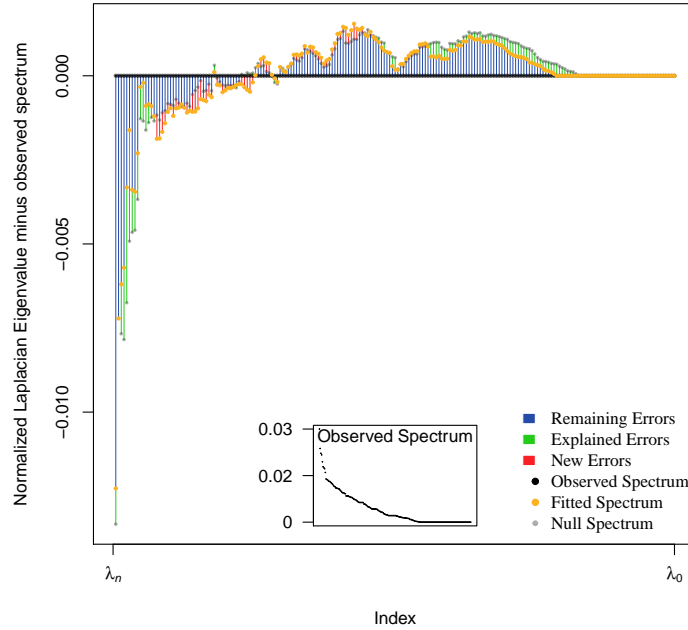 Normalized Laplacian Eigenvalue minus observed spectrum
0.000
−0.005
−0.010
0.03
0.02
0
Observed Spectrum
Remaining Errors
Explained Errors
New Errors
Observed Spectrum
Fitted Spectrum
Null Spectrum
λn
λ0
Index